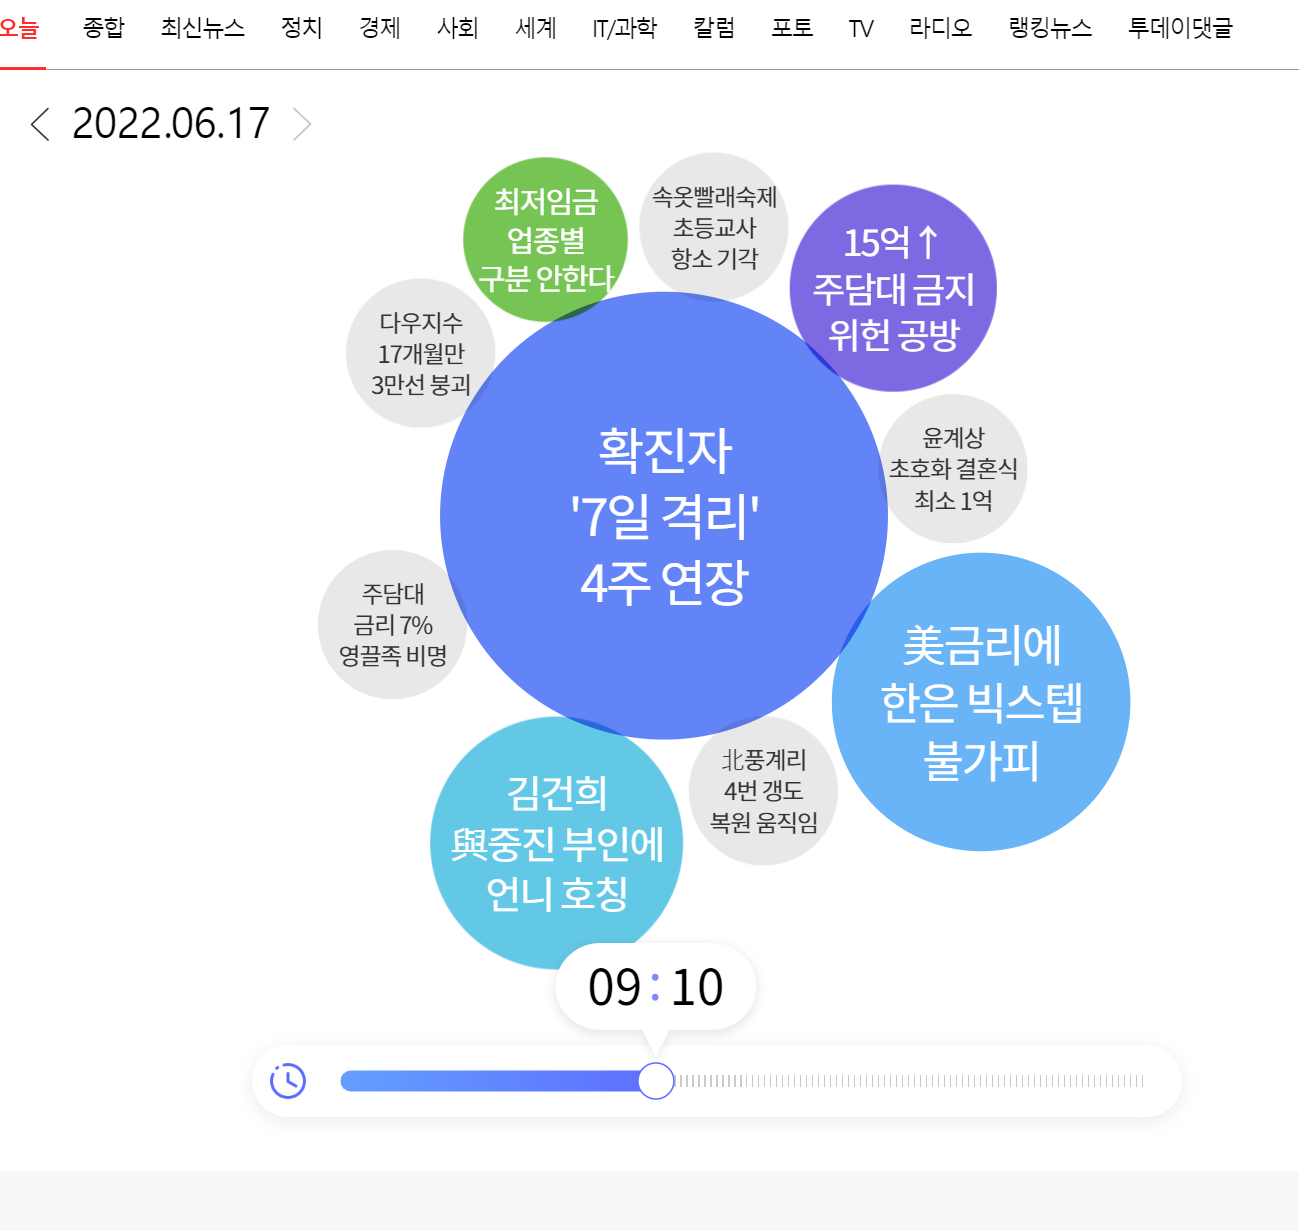 오늘 종합 최신뉴스 정치 경제 사회 세계 IT/과학 칼럼 포토 TV 라디오 랭킹뉴스 투데이댓글
2022.06.17
최저임금
업종별
구분 안한다
속옷빨래숙제
초등교사
항소 기각
15억↑
주담대 금지
위헌 공방
다우지수
17개월만
3만선 붕괴
확진자
'7일 격리'
4주 연장
윤계상
초호화 결혼식
최소 1억
주담대
금리 7%
영끌족 비명
美금리에
한은 빅스텝
불가피
김건희
與중진 부인에
언니 호칭
北풍계리
4번 갱도
복원 움직임
09:10